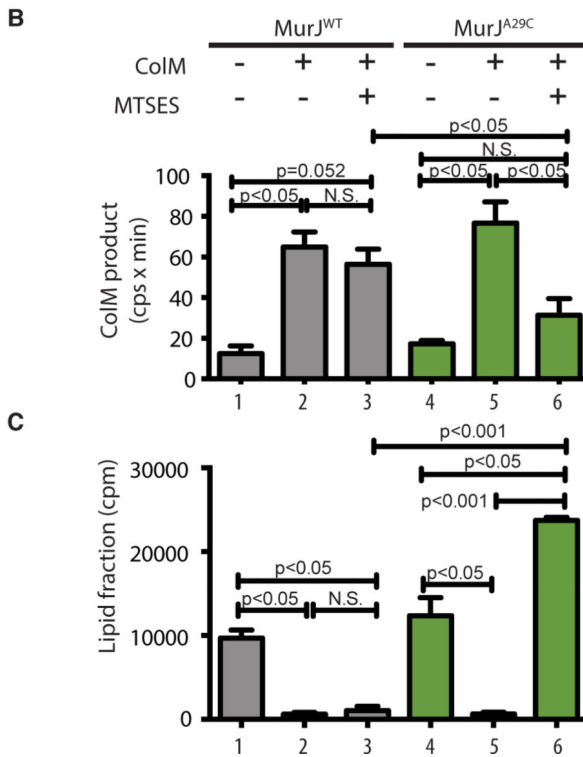 B
MurJWT MurJA29C
ColM - + + - + +
MTSES - - + - - +
p<0.05
N.S.
p=0.052 p<0.05 p<0.05
p<0.05 N.S.
ColM product
(cps x min)
100
80
60
40
20
0
1 2 3 4 5 6
C
p<0.001
p<0.05
p<0.001
p<0.05
p<0.05
p<0.05 N.S.
Lipid fraction (cpm)
30000
20000
10000
0
1 2 3 4 5 6